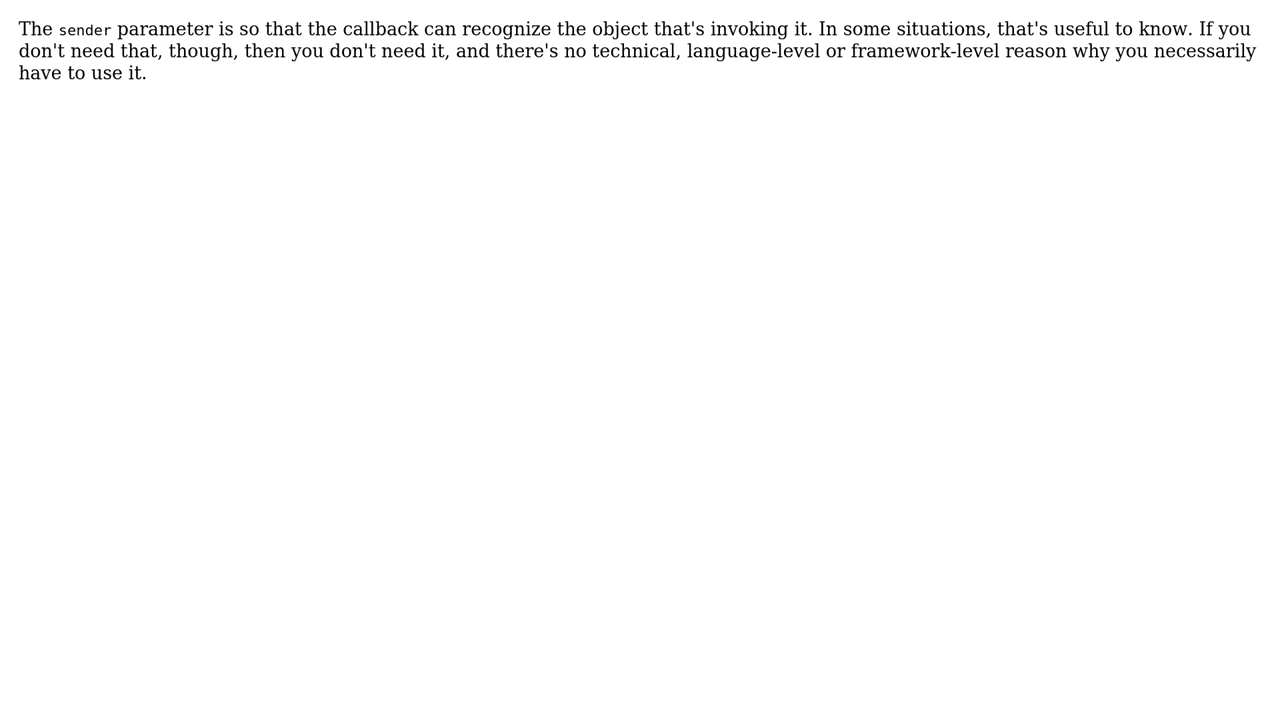 The sender parameter is so that the callback can recognize the object that's invoking it. In some situations, that's useful to know. If you
don't need that, though, then you don't need it, and there's no technical, language-level or framework-level reason why you necessarily
have to use it.